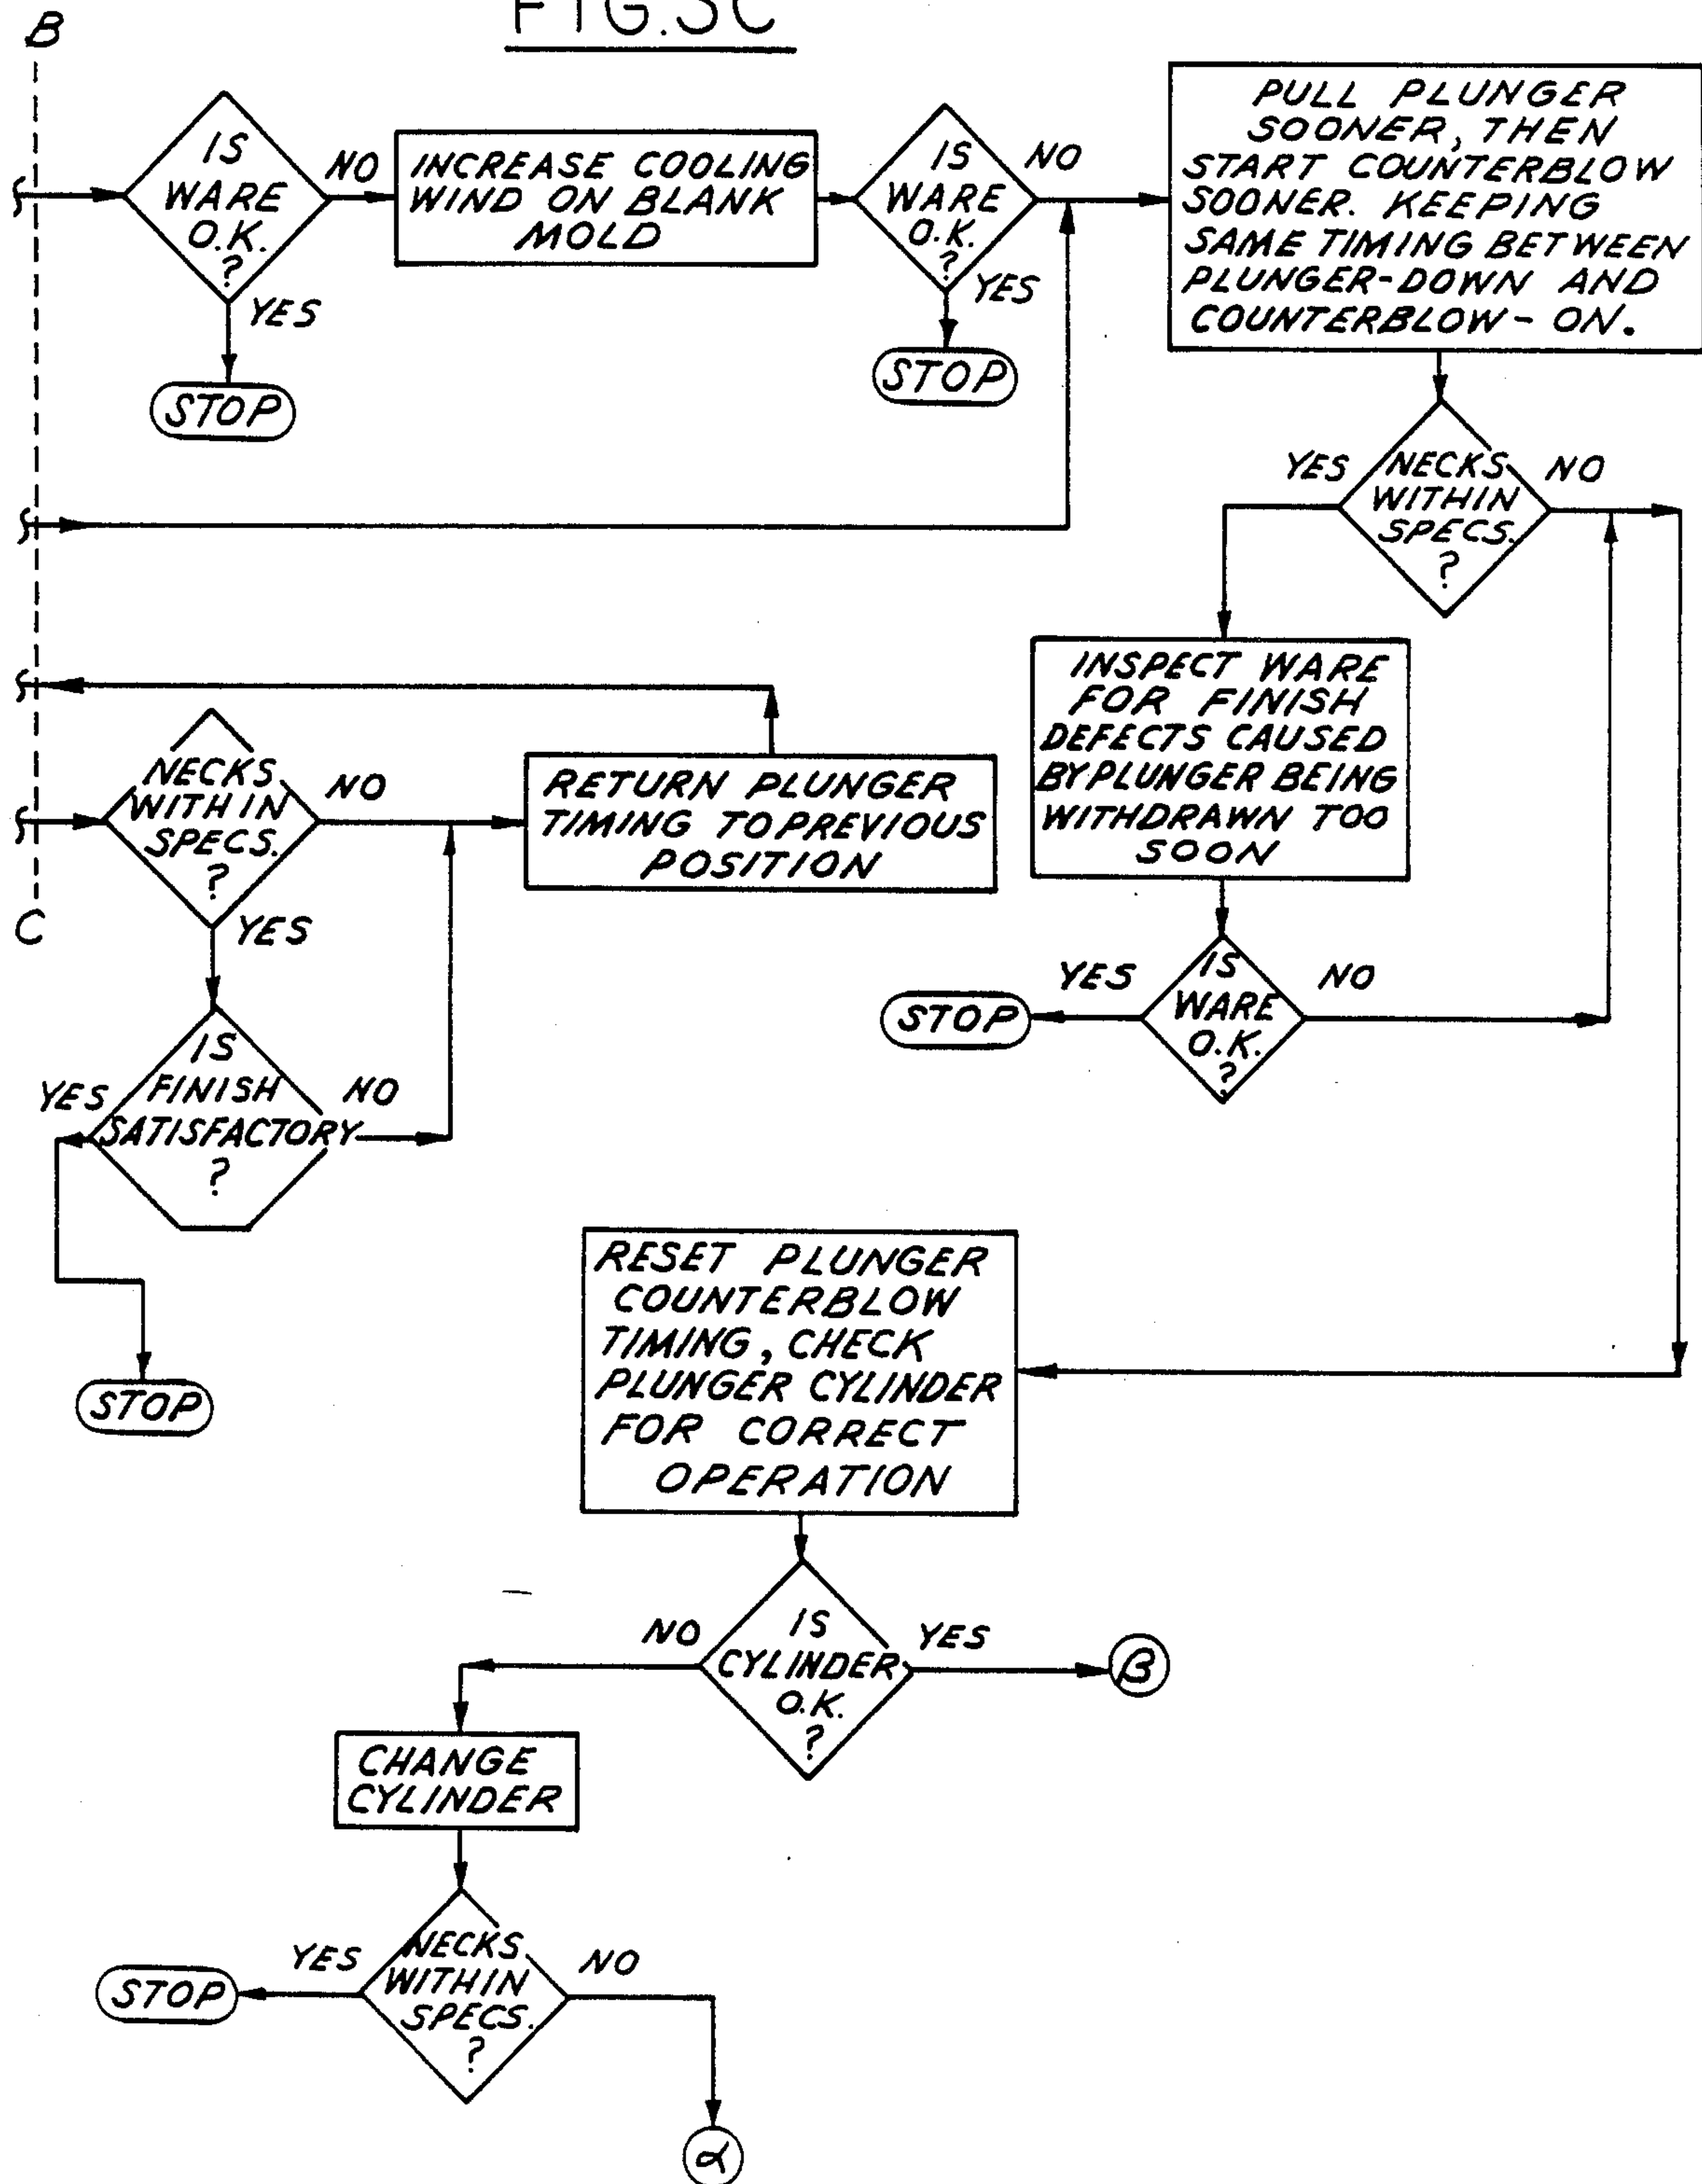 FIG. 3C
B
IS
WARE
O.K.
?
NO
YES
STOP
INCREASE COOLING
WIND ON BLANK
MOLD
IS
WARE
O.K.
?
NO
YES
STOP
PULL PLUNGER
SOONER, THEN
START COUNTERBLOW
SOONER. KEEPING
SAME TIMING BETWEEN
PLUNGER-DOWN AND
COUNTERBLOW-ON.
YES
NECKS
WITHIN
SPECS.
?
NO
INSPECT WARE
FOR FINISH
DEFECTS CAUSED
BY PLUNGER BEING
WITHDRAWN TOO
SOON
YES
IS
WARE
O.K.
?
NO
STOP
NECKS
WITHIN
SPECS.
?
NO
YES
RETURN PLUNGER
TIMING TO PREVIOUS
POSITION
C
YES
IS
FINISH
SATISFACTORY
?
NO
STOP
RESET PLUNGER
COUNTERBLOW
TIMING, CHECK
PLUNGER CYLINDER
FOR CORRECT
OPERATION
NO
IS
CYLINDER
O.K.
?
YES
β
CHANGE
CYLINDER
YES
NECKS
WITHIN
SPECS.
?
NO
STOP
α